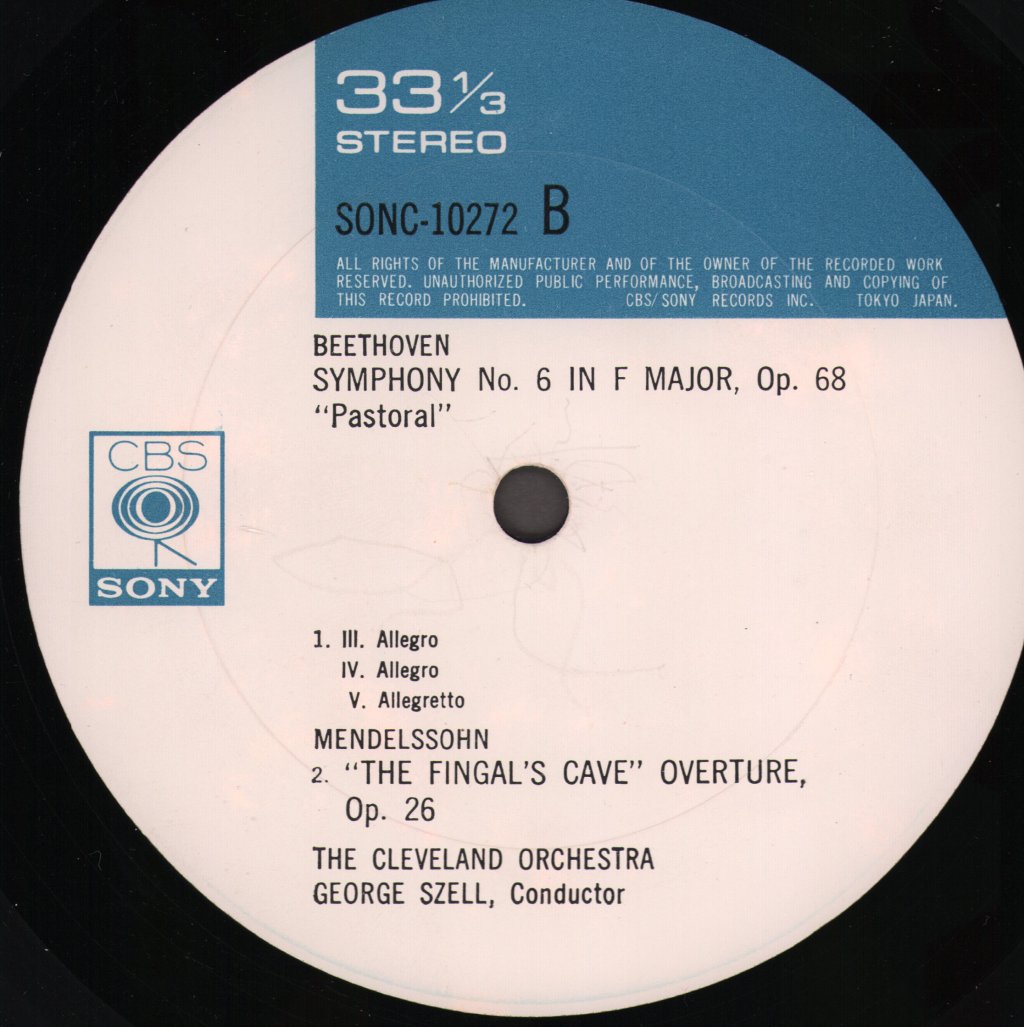 33 1/3
STEREO
SONC-10272 B
ALL RIGHTS OF THE MANUFACTURER AND OF THE OWNER OF THE RECORDED WORK
RESERVED. UNAUTHORIZED PUBLIC PERFORMANCE, BROADCASTING AND COPYING OF
THIS RECORD PROHIBITED. CBS/SONY RECORDS INC. TOKYO JAPAN.
BEETHOVEN
SYMPHONY No. 6 IN F MAJOR, Op. 68
"Pastoral"
CBS
SONY
1. III. Allegro
IV. Allegro
V. Allegretto
MENDELSSOHN
2. "THE FINGAL'S CAVE" OVERTURE,
Op. 26
THE CLEVELAND ORCHESTRA
GEORGE SZELL, Conductor